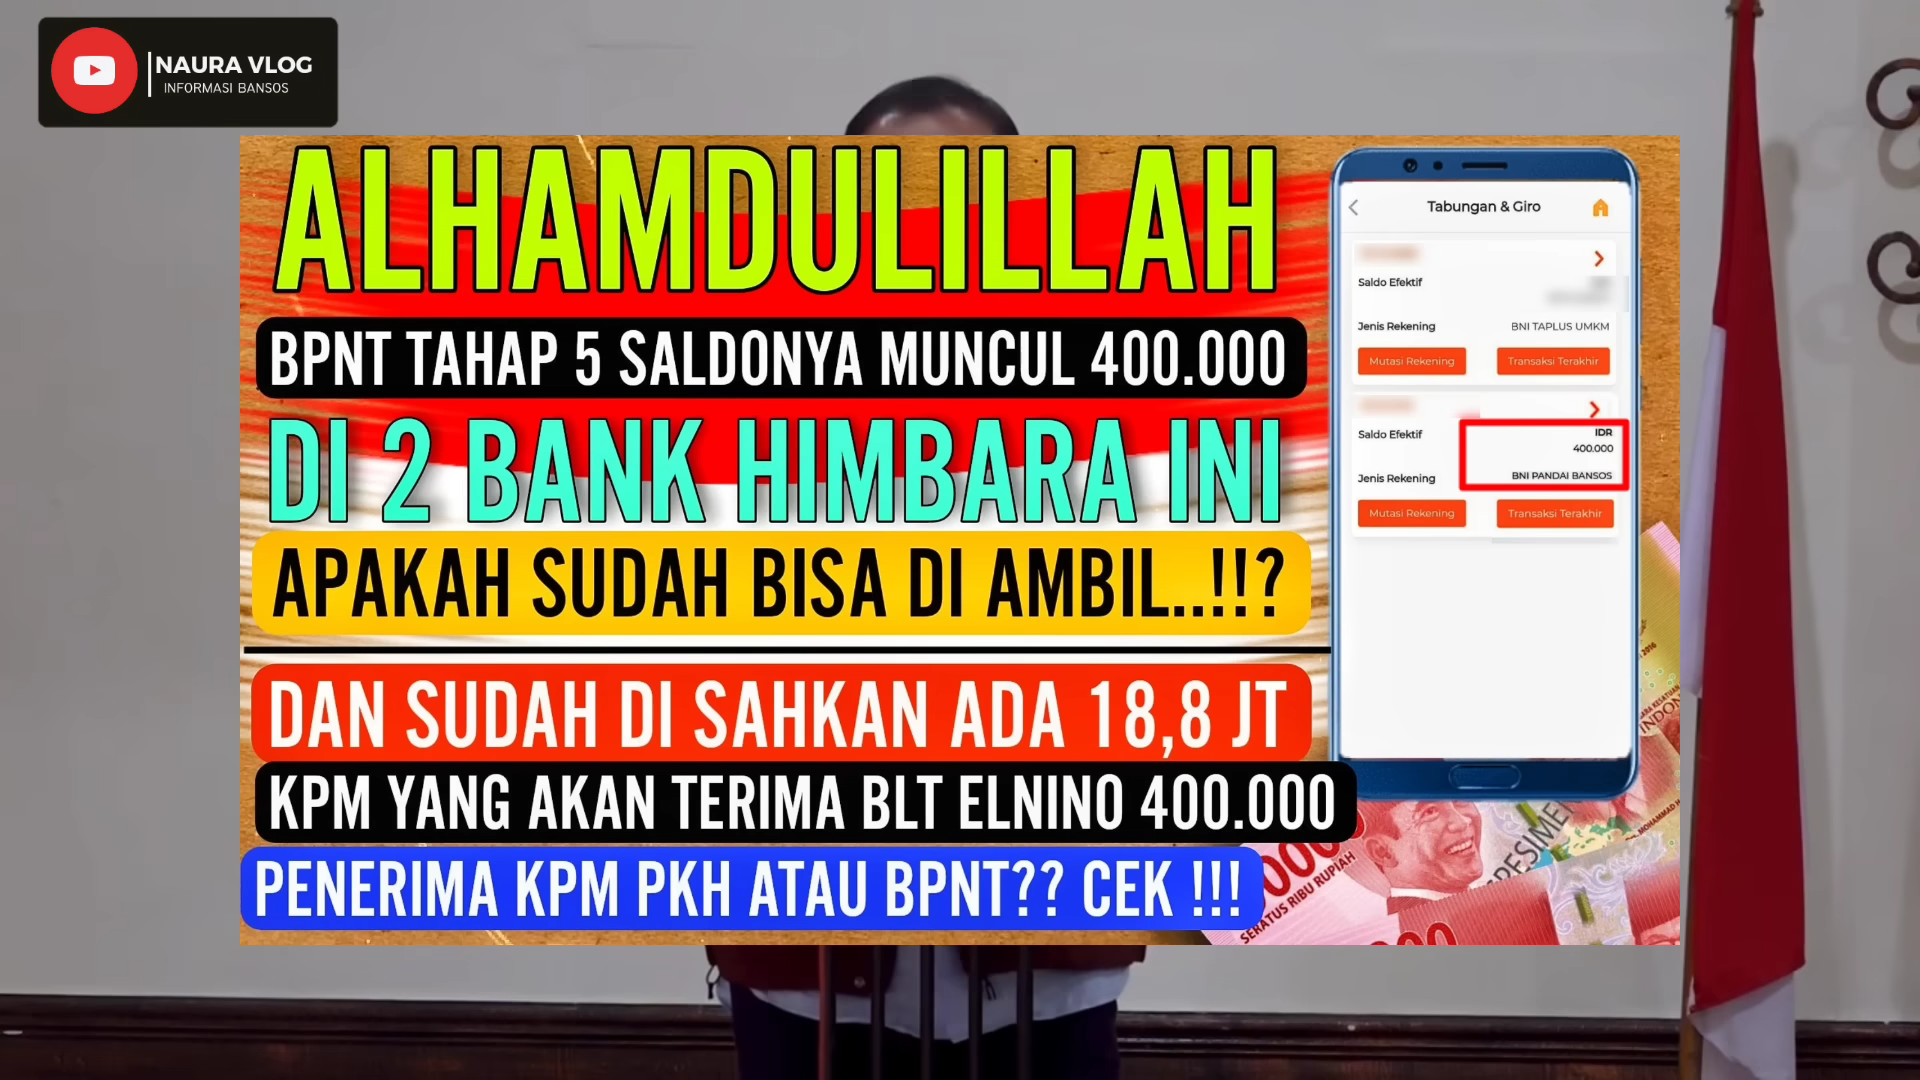 NAURA VLOG
INFORMASI BANSOS
ALHAMDULILLAH
BPNT TAHAP 5 SALDONYA MUNCUL 400.000
DI 2 BANK HIMBARA INI
APAKAH SUDAH BISA DI AMBIL..!!?
DAN SUDAH DI SAHKAN ADA 18,8 JT
KPM YANG AKAN TERIMA BLT ELNINO 400.000
PENERIMA KPM PKH ATAU BPNT?? CEK !!!
Tabungan & Giro
Saldo Efektif
Jenis Rekening BNI TAPLUS UMKM
Mutasi Rekening Transaksi Terakhir
Saldo Efektif IDR
400.000
Jenis Rekening BNI PANDAI BANSOS
Mutasi Rekening Transaksi Terakhir
SERATUS RIBU RUPIAH
SPESIMEN
2016